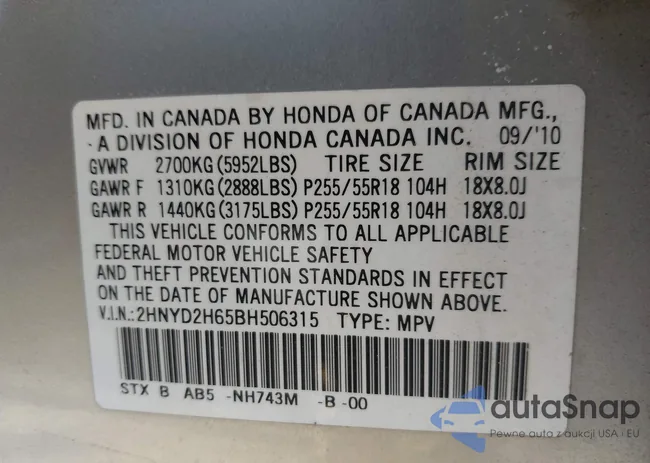 MFD. IN CANADA BY HONDA OF CANADA MFG.,
A DIVISION OF HONDA CANADA INC. 09/'10
GVWR 2700KG (5952LBS) TIRE SIZE RIM SIZE
GAWR F 1310KG (2888LBS) P255/55R18 104H 18X8.0J
GAWR R 1440KG (3175LBS) P255/55R18 104H 18X8.0J
THIS VEHICLE CONFORMS TO ALL APPLICABLE
FEDERAL MOTOR VEHICLE SAFETY
AND THEFT PREVENTION STANDARDS IN EFFECT
ON THE DATE OF MANUFACTURE SHOWN ABOVE.
V.I.N.:2HNYD2H65BH506315 TYPE: MPV
STX B AB5 -NH743M -B -00
autaSnap
Pewne auta z aukcji USA i EU